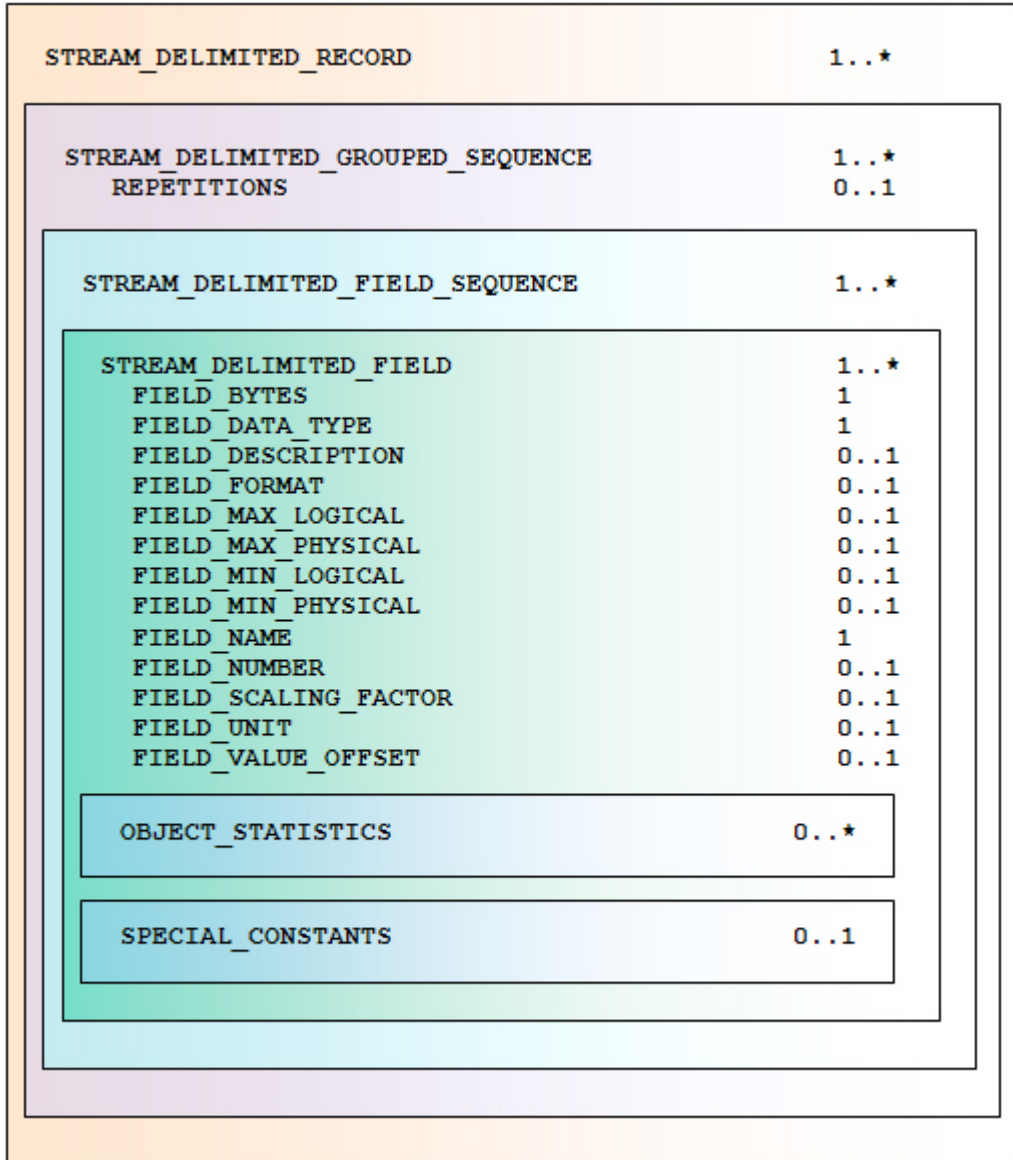 STREAM_DELIMITED_RECORD 1..*
STREAM_DELIMITED_GROUPED_SEQUENCE 1..*
REPETITIONS 0..1
STREAM_DELIMITED_FIELD_SEQUENCE 1..*
STREAM_DELIMITED_FIELD 1..*
FIELD_BYTES 1
FIELD_DATA_TYPE 1
FIELD_DESCRIPTION 0..1
FIELD_FORMAT 0..1
FIELD_MAX_LOGICAL 0..1
FIELD_MAX_PHYSICAL 0..1
FIELD_MIN_LOGICAL 0..1
FIELD_MIN_PHYSICAL 0..1
FIELD_NAME 1
FIELD_NUMBER 0..1
FIELD_SCALING_FACTOR 0..1
FIELD_UNIT 0..1
FIELD_VALUE_OFFSET 0..1
OBJECT_STATISTICS 0..*
SPECIAL_CONSTANTS 0..1